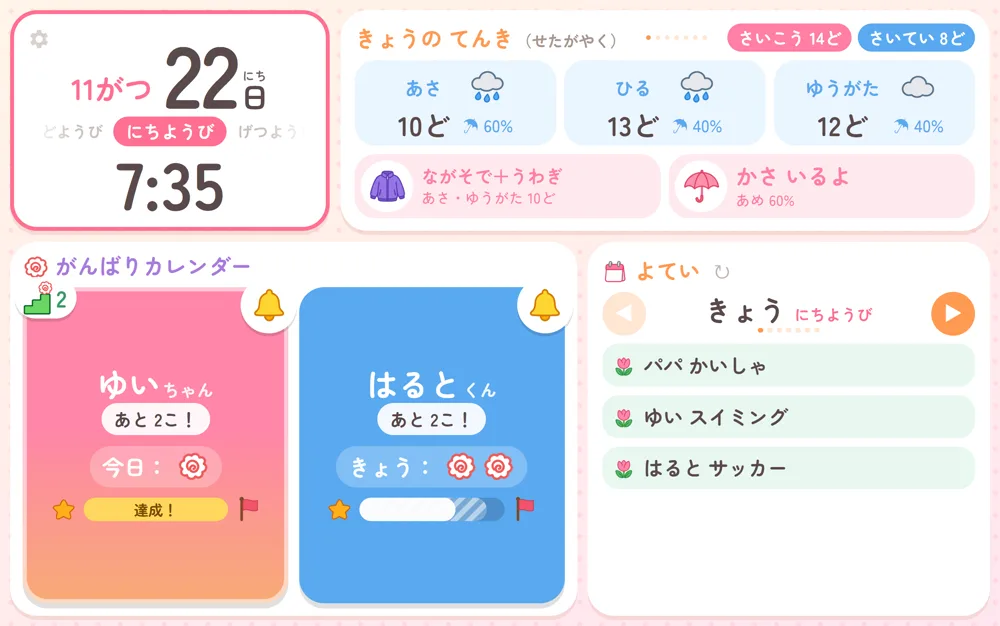 11がつ 22 にち 日
どようび にちようび げつよう
7:35
きょうの てんき （せたがやく） さいこう 14ど さいてい 8ど
あさ
10ど 60%
ひる
13ど 40%
ゆうがた
12ど 40%
ながそで＋うわぎ
あさ・ゆうがた 10ど
かさ いるよ
あめ 60%
がんばりカレンダー
2
ゆいちゃん
あと 2こ！
今日：
達成！
はるとくん
あと 2こ！
きょう：
よてい
きょう にちようび
パパ かいしゃ
ゆい スイミング
はると サッカー